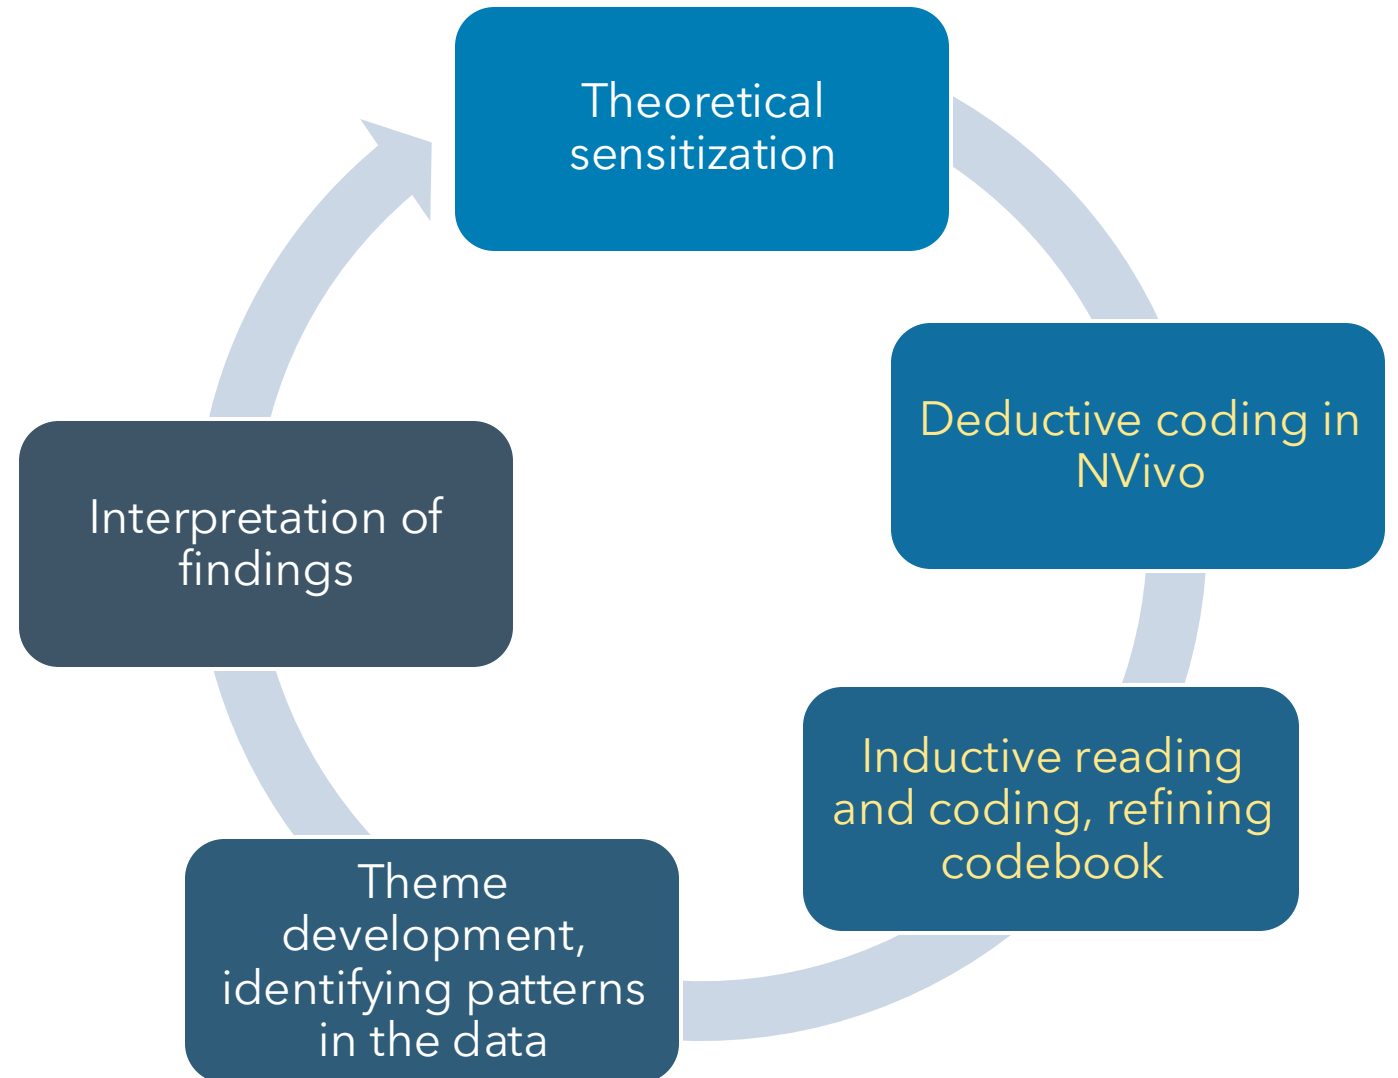 Theoretical
sensitization
Deductive coding in
NVivo
Inductive reading
and coding, refining
codebook
Theme
development,
identifying patterns
in the data
Interpretation of
findings